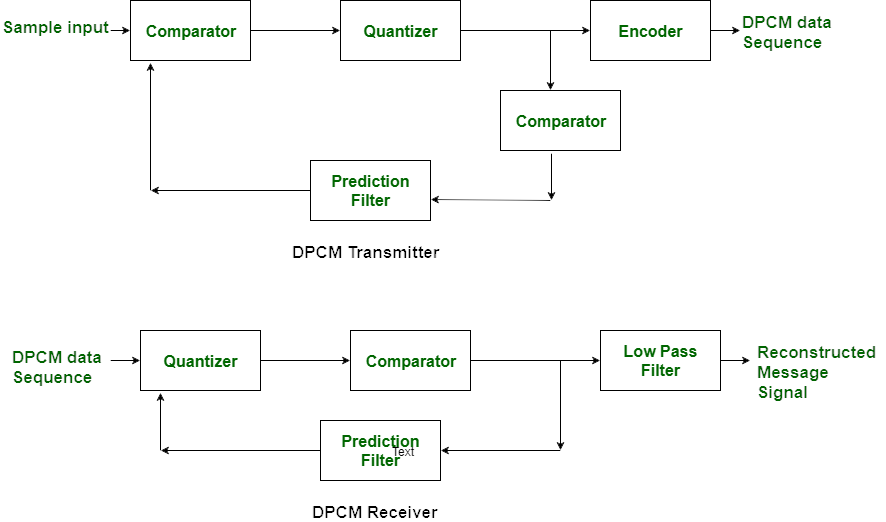 Sample input
Comparator
Quantizer
Encoder
DPCM data
Sequence
Comparator
Prediction
Filter
DPCM Transmitter
DPCM data
Sequence
Quantizer
Comparator
Low Pass
Filter
Reconstructed
Message
Signal
Prediction
Filter
Text
DPCM Receiver